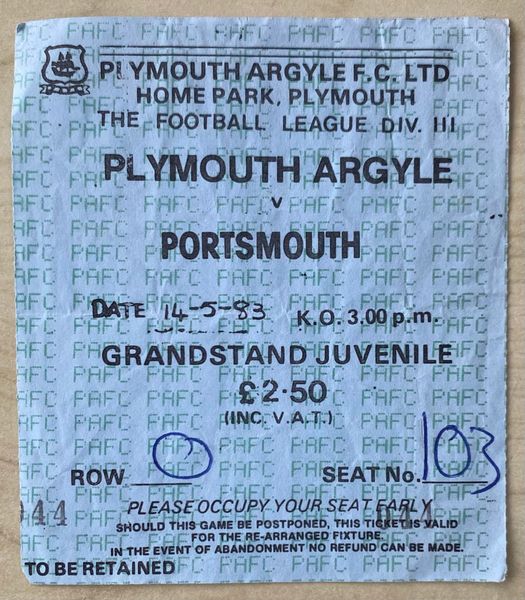 PLYMOUTH ARGYLE F.C. LTD
HOME PARK, PLYMOUTH
THE FOOTBALL LEAGUE DIV. III
PLYMOUTH ARGYLE
v
PORTSMOUTH
DATE 14-5-83 K.O. 3.00 p.m.
GRANDSTAND JUVENILE
£2·50
(INC. V.A.T.)
ROW O SEAT No. 103
PLEASE OCCUPY YOUR SEAT EARLY
SHOULD THIS GAME BE POSTPONED, THIS TICKET IS VALID
FOR THE RE-ARRANGED FIXTURE.
IN THE EVENT OF ABANDONMENT NO REFUND CAN BE MADE.
TO BE RETAINED